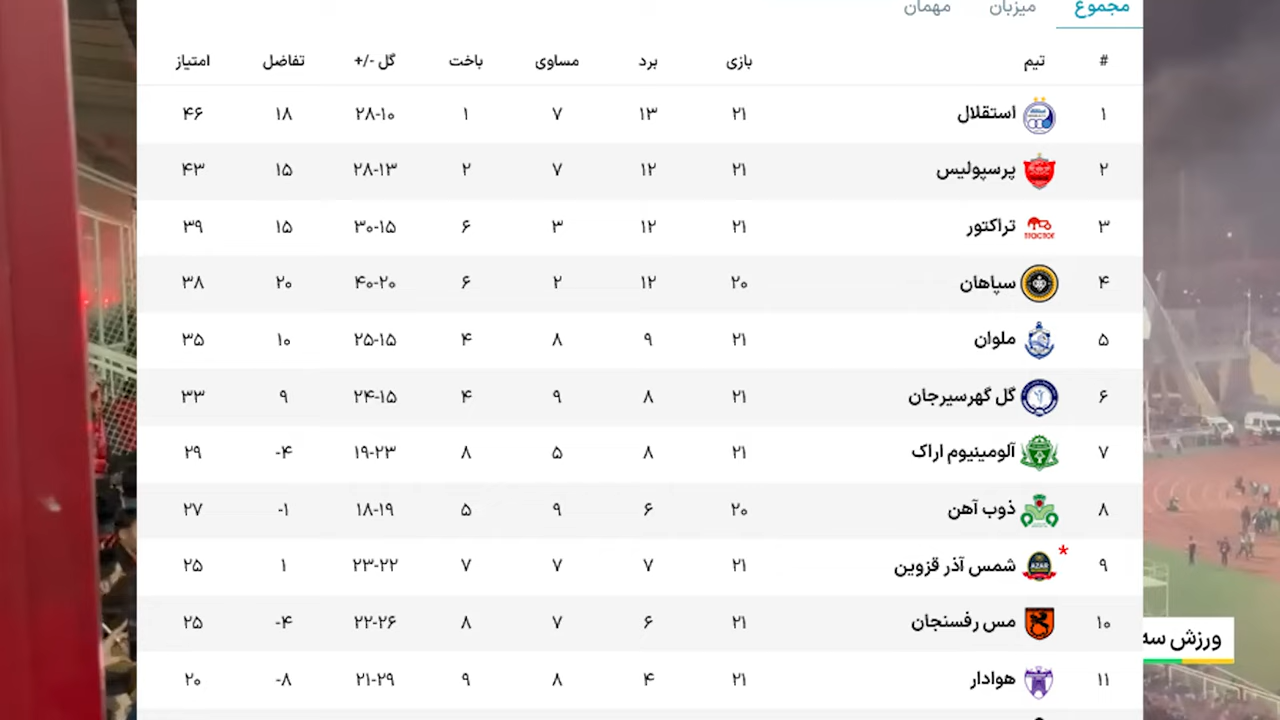 مجموع میزبان مهمان
# تیم بازی برد مساوی باخت گل -/+ تفاضل امتیاز
۱ استقلال ۲۱ ۱۳ ۷ ۱ ۲۸-۱۰ ۱۸ ۴۶
۲ پرسپولیس ۲۱ ۱۲ ۷ ۲ ۲۸-۱۳ ۱۵ ۴۳
۳ تراکتور ۲۱ ۱۲ ۳ ۶ ۳۰-۱۵ ۱۵ ۳۹
۴ سپاهان ۲۰ ۱۲ ۲ ۶ ۴۰-۲۰ ۲۰ ۳۸
۵ ملوان ۲۱ ۹ ۸ ۴ ۲۵-۱۵ ۱۰ ۳۵
۶ گل گهرسیرجان ۲۱ ۸ ۹ ۴ ۲۴-۱۵ ۹ ۳۳
۷ آلومینیوم اراک ۲۱ ۸ ۵ ۸ ۱۹-۲۳ -۴ ۲۹
۸ ذوب آهن ۲۰ ۶ ۹ ۵ ۱۸-۱۹ -۱ ۲۷
۹ * شمس آذر قزوین ۲۱ ۷ ۷ ۷ ۲۳-۲۲ ۱ ۲۵
۱۰ مس رفسنجان ۲۱ ۶ ۷ ۸ ۲۲-۲۶ -۴ ۲۵
۱۱ هوادار ۲۱ ۴ ۸ ۹ ۲۱-۲۹ -۸ ۲۰
ورزش سه